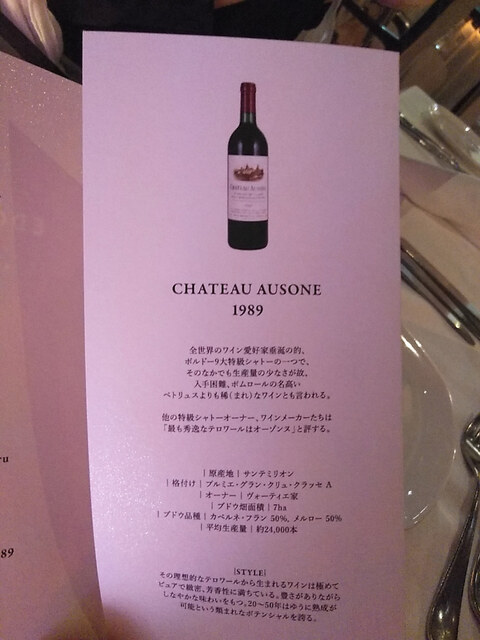 CHATEAU AUSONE
CHATEAU AUSONE
1989
全世界のワイン愛好家垂涎の的、
ボルドー9大特級シャトーの一つで、
そのなかでも生産量の少なさが故、
入手困難、ポムロールの名高い
ペトリュスよりも稀(まれ)なワインとも言われる。
他の特級シャトーオーナー、ワインメーカーたちは
「最も秀逸なテロワールはオーゾンヌ」と評する。
| 原産地 | サンテミリオン
| 格付け | プルミエ・グラン・クリュ・クラッセ A
| オーナー | ヴォーティエ家
| ブドウ畑面積 | 7ha
| ブドウ品種 | カベルネ・フラン 50%, メルロー 50%
| 平均生産量 | 約24,000本
[STYLE]
その理想的なテロワールから生まれるワインは極めて
ピュアで緻密、芳香性に満ちている。豊さがありながら
しなやかな味わいをもつ。20〜50年はゆうに熟成が
可能という類まれなポテンシャルを誇る。
ru
89